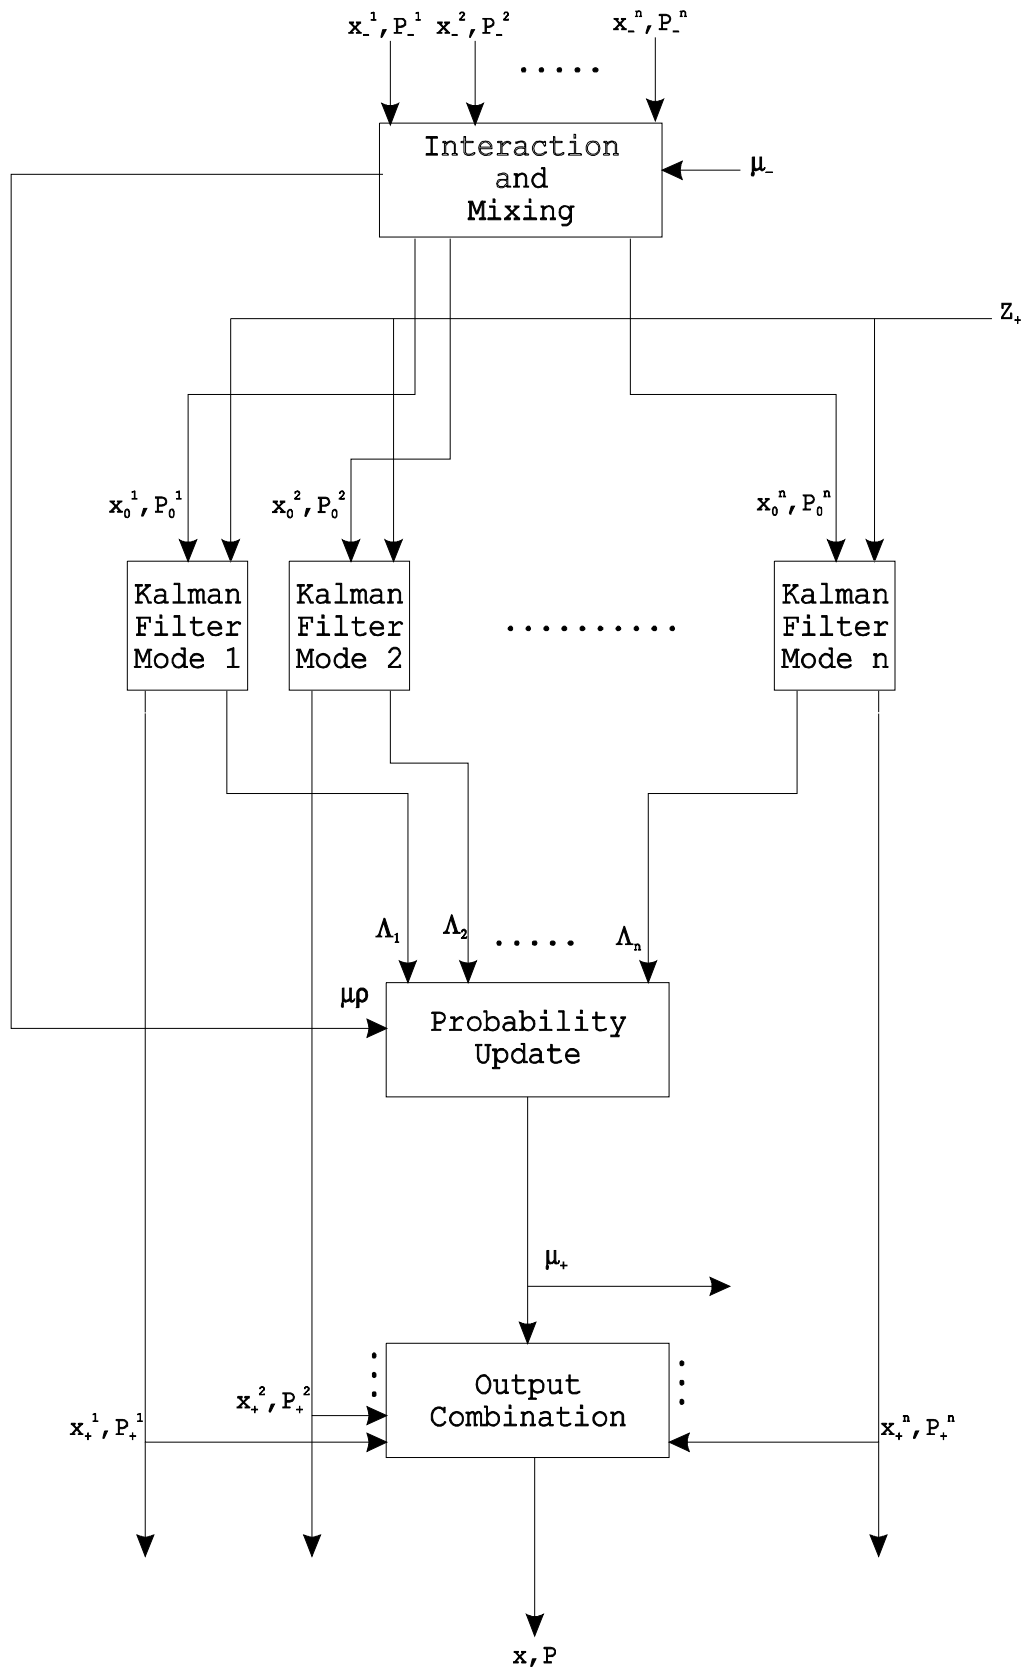 x₋¹,P₋¹ x₋²,P₋² x₋ⁿ,P₋ⁿ
.....
Interaction
and
Mixing
μ₋
Z₊
x₀¹,P₀¹ x₀²,P₀² x₀ⁿ,P₀ⁿ
Kalman
Filter
Mode 1
Kalman
Filter
Mode 2
..........
Kalman
Filter
Mode n
Λ₁ Λ₂ ..... Λₙ
μρ
Probability
Update
μ₊
Output
Combination
x₊¹,P₊¹ x₊²,P₊² x₊ⁿ,P₊ⁿ
x,P